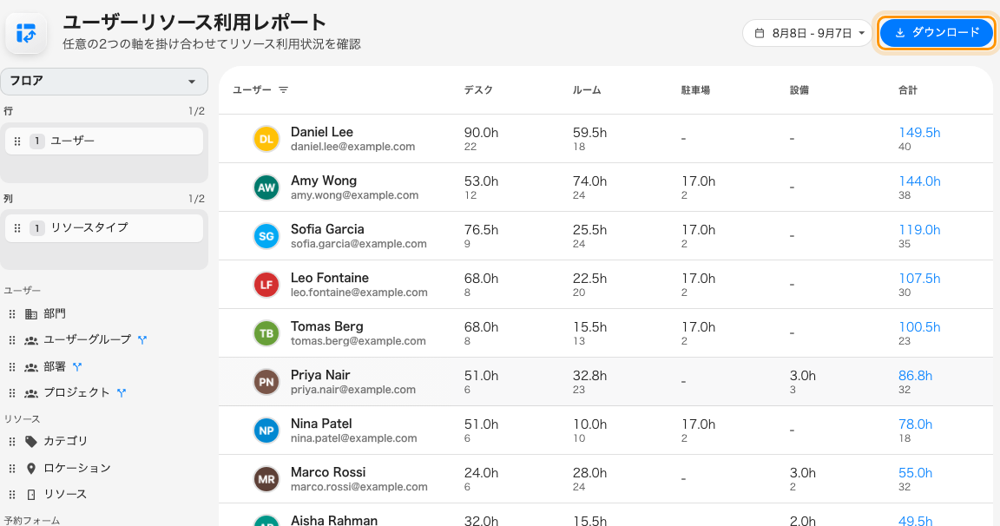 ユーザーリソース利用レポート
任意の2つの軸を掛け合わせてリソース利用状況を確認
8月8日 - 9月7日
ダウンロード
フロア
行 1/2
1 ユーザー
列 1/2
1 リソースタイプ
ユーザー
部門
ユーザーグループ
部署
プロジェクト
リソース
カテゴリ
ロケーション
リソース
予約フォーム
ユーザー デスク ルーム 駐車場 設備 合計
DL Daniel Lee 90.0h 59.5h - - 149.5h
daniel.lee@example.com 22 18 40
AW Amy Wong 53.0h 74.0h 17.0h - 144.0h
amy.wong@example.com 12 24 2 38
SG Sofia Garcia 76.5h 25.5h 17.0h - 119.0h
sofia.garcia@example.com 9 24 2 35
LF Leo Fontaine 68.0h 22.5h 17.0h - 107.5h
leo.fontaine@example.com 8 20 2 30
TB Tomas Berg 68.0h 15.5h 17.0h - 100.5h
tomas.berg@example.com 8 13 2 23
PN Priya Nair 51.0h 32.8h - 3.0h 86.8h
priya.nair@example.com 6 23 3 32
NP Nina Patel 51.0h 10.0h 17.0h - 78.0h
nina.patel@example.com 6 10 2 18
MR Marco Rossi 24.0h 28.0h - 3.0h 55.0h
marco.rossi@example.com 6 24 2 32
Aisha Rahman 32.0h 15.5h 2.0h 49.5h